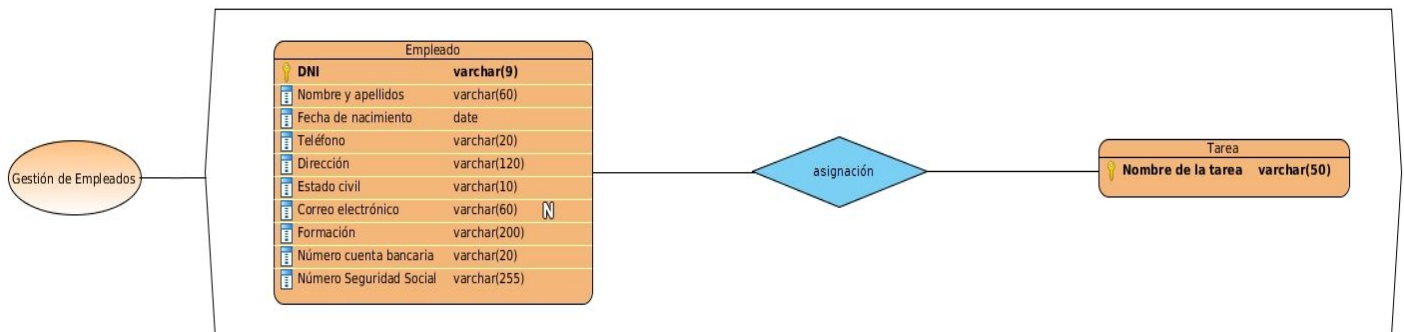 Empleado
DNI varchar(9)
Nombre y apellidos varchar(60)
Fecha de nacimiento date
Teléfono varchar(20)
Dirección varchar(120)
Estado civil varchar(10)
Correo electrónico varchar(60) N
Formación varchar(200)
Número cuenta bancaria varchar(20)
Número Seguridad Social varchar(255)
Gestión de Empleados
asignación
Tarea
Nombre de la tarea varchar(50)